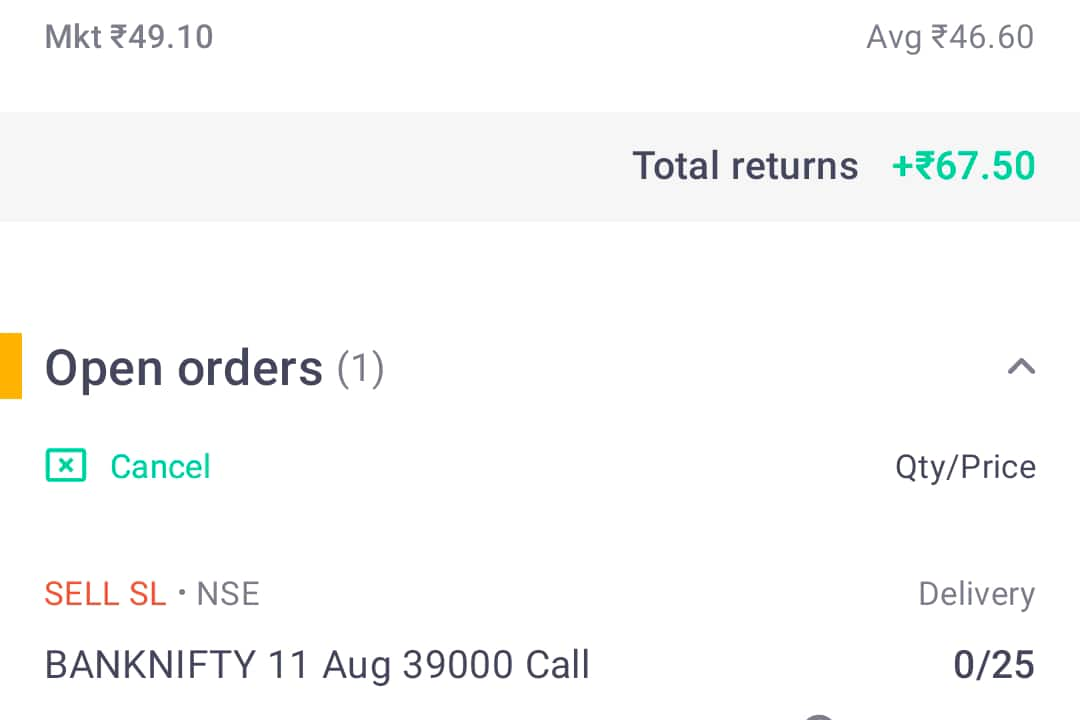 Mkt ₹49.10 Avg ₹46.60
Total returns +₹67.50
Open orders (1)
Cancel Qty/Price
SELL SL · NSE Delivery
BANKNIFTY 11 Aug 39000 Call 0/25